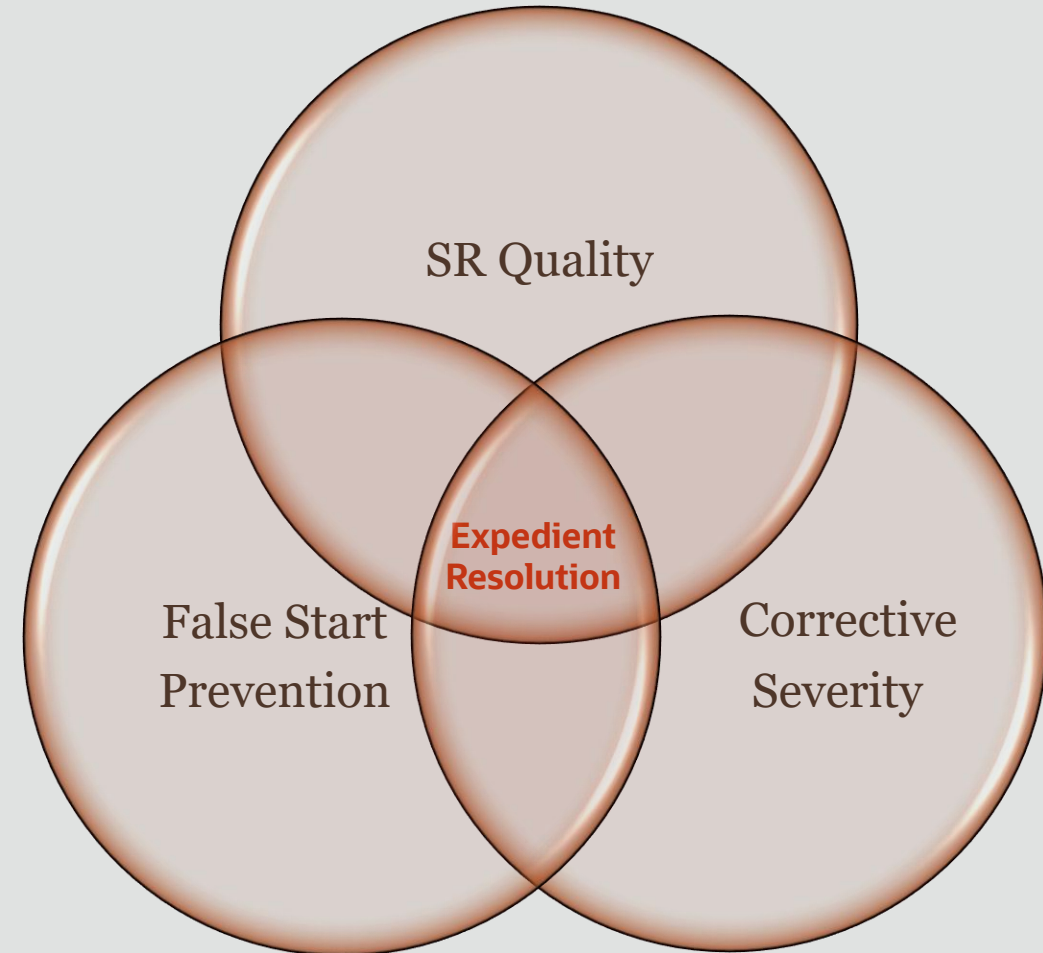 SR Quality
Expedient
Resolution
False Start
Prevention
Corrective
Severity